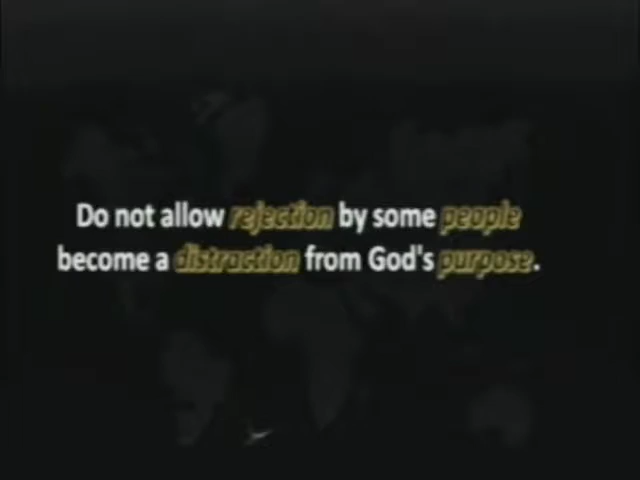 Do not allow rejection by some people
become a distraction from God's purpose.